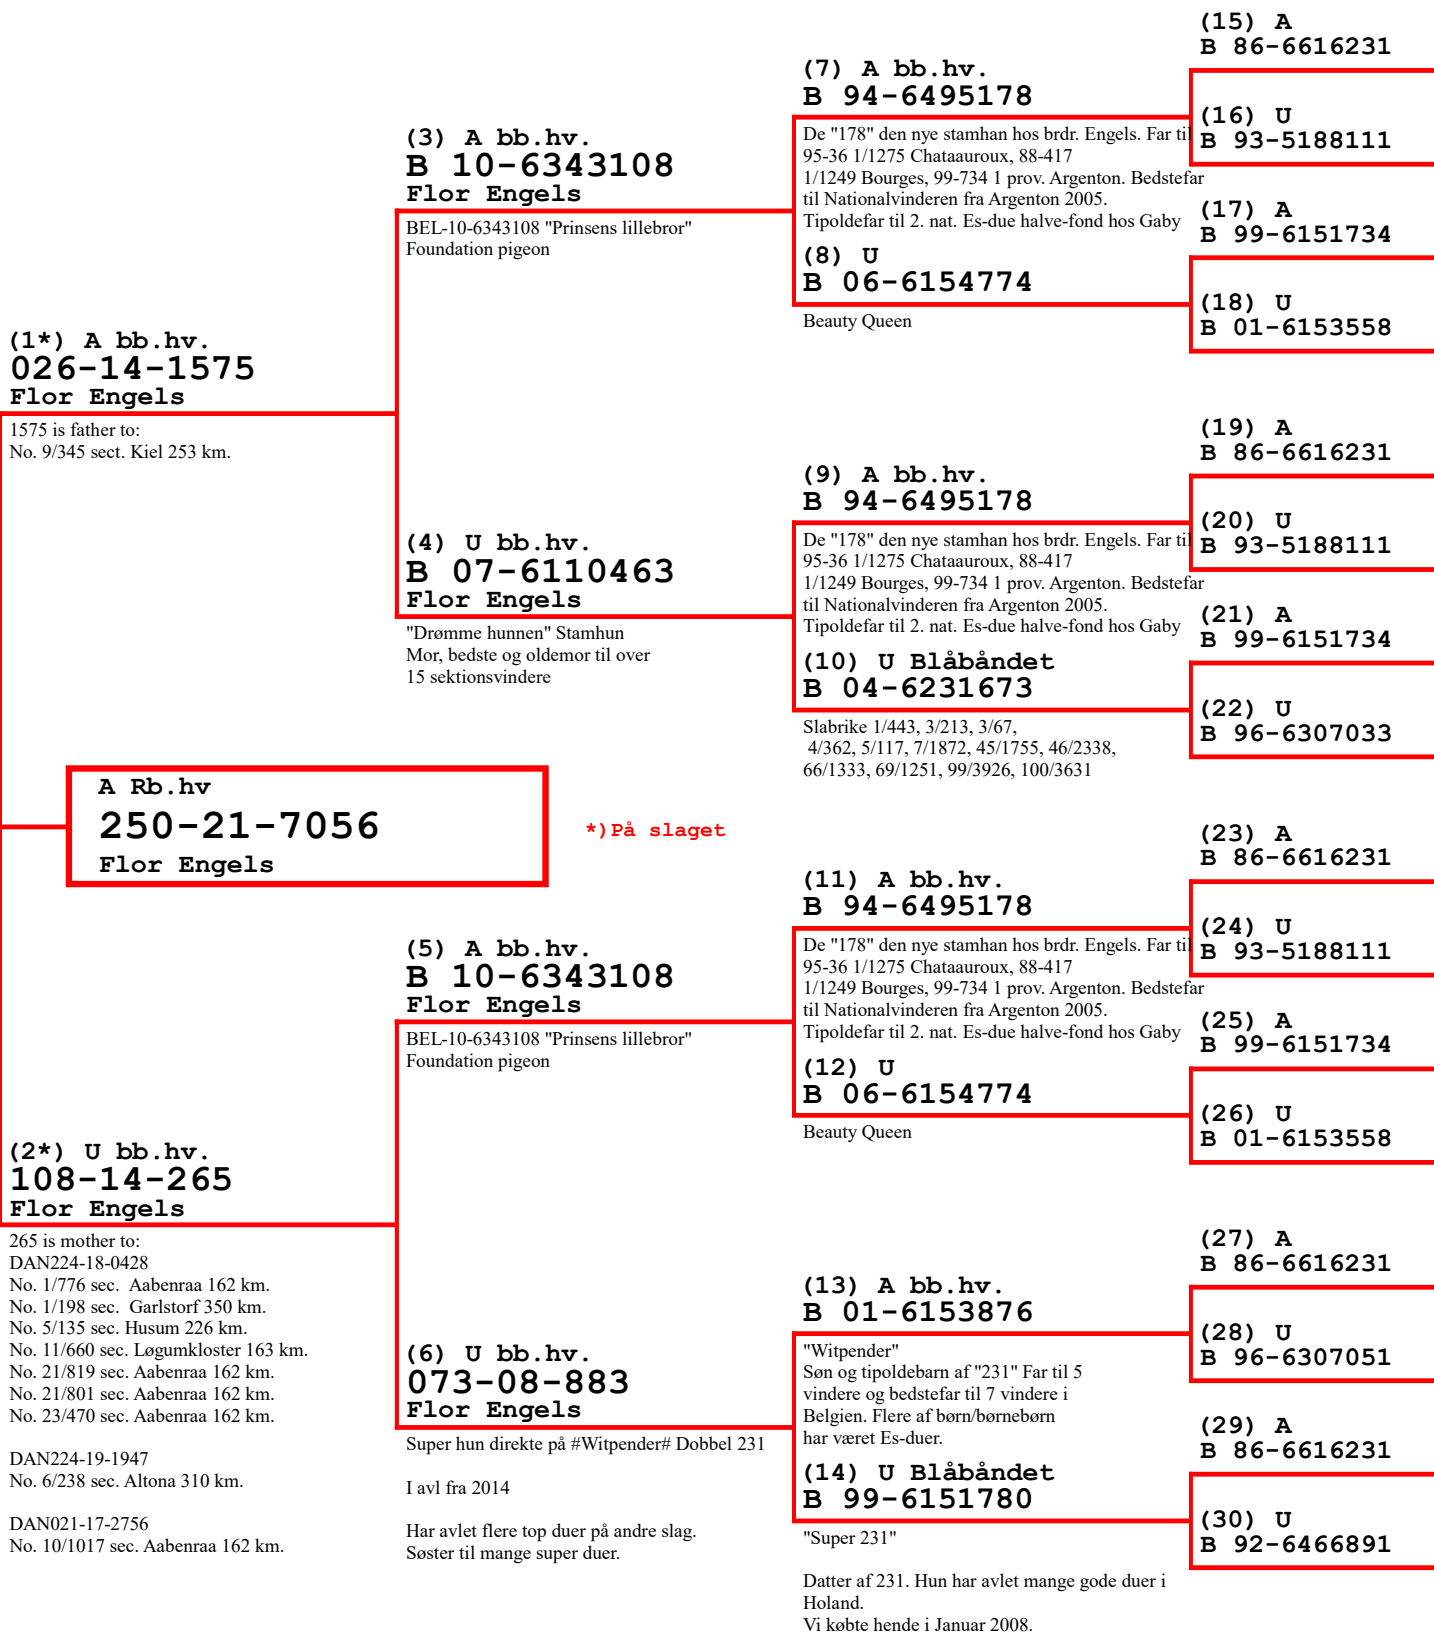 (1*) A bb.hv.
026-14-1575
Flor Engels
1575 is father to:
No. 9/345 sect. Kiel 253 km.
A Rb.hv
250-21-7056
Flor Engels
*)På slaget
(2*) U bb.hv.
108-14-265
Flor Engels
265 is mother to:
DAN224-18-0428
No. 1/776 sec.  Aabenraa 162 km.
No. 1/198 sec.  Garlstorf 350 km.
No. 5/135 sec. Husum 226 km.
No. 11/660 sec. Løgumkloster 163 km.
No. 21/819 sec. Aabenraa 162 km.
No. 21/801 sec. Aabenraa 162 km.
No. 23/470 sec. Aabenraa 162 km.
DAN224-19-1947
No. 6/238 sec. Altona 310 km.
DAN021-17-2756
No. 10/1017 sec. Aabenraa 162 km.
(3) A bb.hv.
B 10-6343108
Flor Engels
BEL-10-6343108 "Prinsens lillebror"
Foundation pigeon
(4) U bb.hv.
B 07-6110463
Flor Engels
"Drømme hunnen" Stamhun
Mor, bedste og oldemor til over
15 sektionsvindere
(5) A bb.hv.
B 10-6343108
Flor Engels
BEL-10-6343108 "Prinsens lillebror"
Foundation pigeon
(6) U bb.hv.
073-08-883
Flor Engels
Super hun direkte på #Witpender# Dobbel 231
I avl fra 2014
Har avlet flere top duer på andre slag.
Søster til mange super duer.
(7) A bb.hv.
B 94-6495178
De "178" den nye stamhan hos brdr. Engels. Far til
95-36 1/1275 Chataauroux, 88-417
1/1249 Bourges, 99-734 1 prov. Argenton. Bedstefar
til Nationalvinderen fra Argenton 2005.
Tipoldefar til 2. nat. Es-due halve-fond hos Gaby
(8) U
B 06-6154774
Beauty Queen
(9) A bb.hv.
B 94-6495178
De "178" den nye stamhan hos brdr. Engels. Far til
95-36 1/1275 Chataauroux, 88-417
1/1249 Bourges, 99-734 1 prov. Argenton. Bedstefar
til Nationalvinderen fra Argenton 2005.
Tipoldefar til 2. nat. Es-due halve-fond hos Gaby
(10) U Blåbåndet
B 04-6231673
Slabrike 1/443, 3/213, 3/67,
4/362, 5/117, 7/1872, 45/1755, 46/2338,
66/1333, 69/1251, 99/3926, 100/3631
(11) A bb.hv.
B 94-6495178
De "178" den nye stamhan hos brdr. Engels. Far til
95-36 1/1275 Chataauroux, 88-417
1/1249 Bourges, 99-734 1 prov. Argenton. Bedstefar
til Nationalvinderen fra Argenton 2005.
Tipoldefar til 2. nat. Es-due halve-fond hos Gaby
(12) U
B 06-6154774
Beauty Queen
(13) A bb.hv.
B 01-6153876
"Witpender"
Søn og tipoldebarn af "231" Far til 5
vindere og bedstefar til 7 vindere i
Belgien. Flere af børn/børnebørn
har været Es-duer.
(14) U Blåbåndet
B 99-6151780
"Super 231"
Datter af 231. Hun har avlet mange gode duer i
Holand.
Vi købte hende i Januar 2008.
(15) A
B 86-6616231
(16) U
B 93-5188111
(17) A
B 99-6151734
(18) U
B 01-6153558
(19) A
B 86-6616231
(20) U
B 93-5188111
(21) A
B 99-6151734
(22) U
B 96-6307033
(23) A
B 86-6616231
(24) U
B 93-5188111
(25) A
B 99-6151734
(26) U
B 01-6153558
(27) A
B 86-6616231
(28) U
B 96-6307051
(29) A
B 86-6616231
(30) U
B 92-6466891